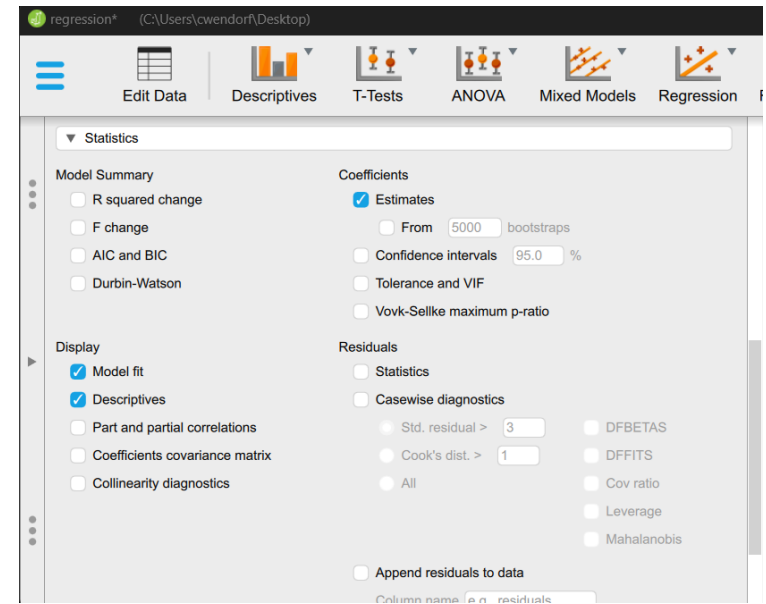 regression* (C:\Users\cwendorf\Desktop)
Edit Data Descriptives T-Tests ANOVA Mixed Models Regression
Statistics
Model Summary
R squared change
F change
AIC and BIC
Durbin-Watson
Coefficients
Estimates
From 5000 bootstraps
Confidence intervals 95.0 %
Tolerance and VIF
Vovk-Sellke maximum p-ratio
Display
Model fit
Descriptives
Part and partial correlations
Coefficients covariance matrix
Collinearity diagnostics
Residuals
Statistics
Casewise diagnostics
Std. residual > 3
Cook's dist. > 1
All
DFBETAS
DFFITS
Cov ratio
Leverage
Mahalanobis
Append residuals to data
Column name e.g., residuals